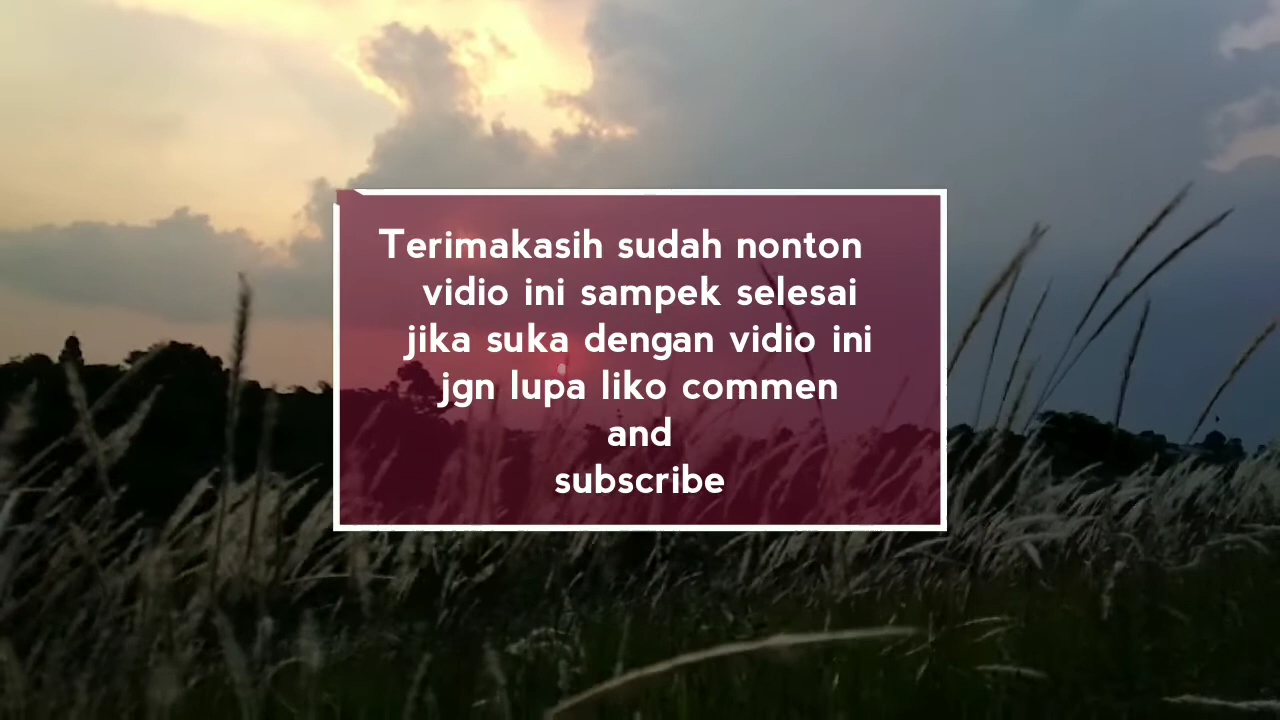 Terimakasih sudah nonton
vidio ini sampek selesai
jika suka dengan vidio ini
jgn lupa liko commen
and
subscribe